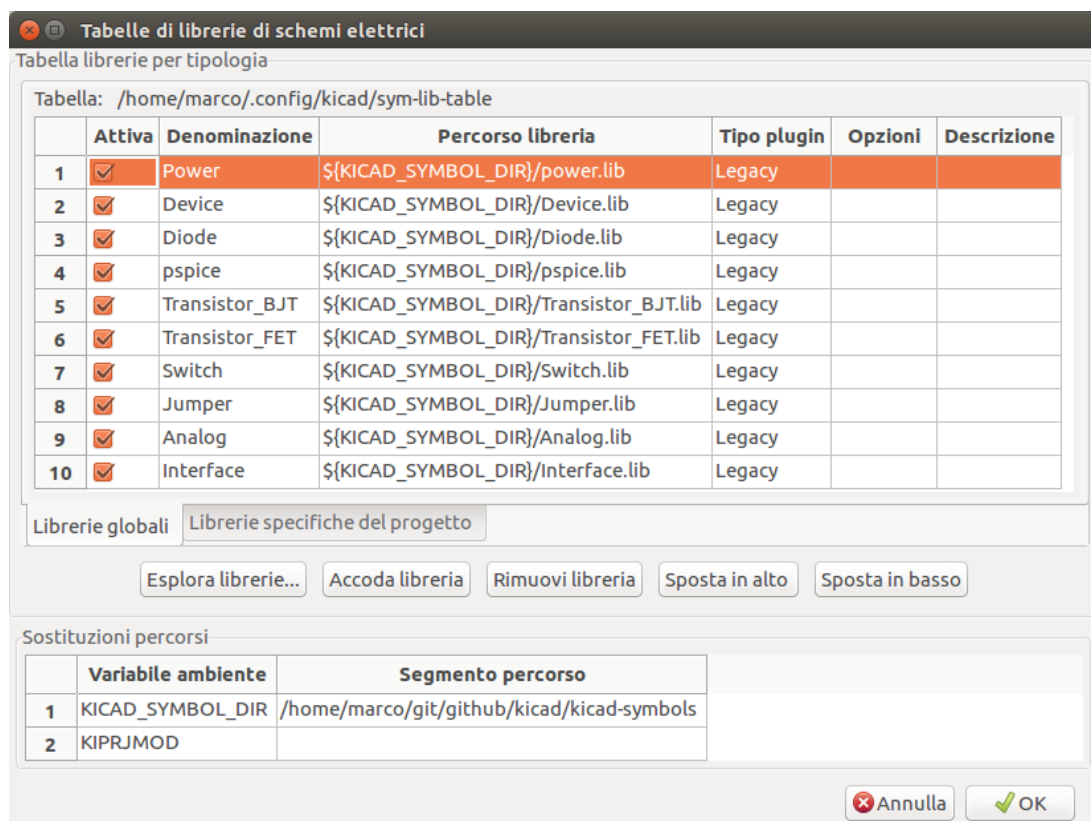 Tabelle di librerie di schemi elettrici
Tabella librerie per tipologia
Tabella: /home/marco/.config/kicad/sym-lib-table
Attiva Denominazione Percorso libreria Tipo plugin Opzioni Descrizione
1 Power ${KICAD_SYMBOL_DIR}/power.lib Legacy
2 Device ${KICAD_SYMBOL_DIR}/Device.lib Legacy
3 Diode ${KICAD_SYMBOL_DIR}/Diode.lib Legacy
4 pspice ${KICAD_SYMBOL_DIR}/pspice.lib Legacy
5 Transistor_BJT ${KICAD_SYMBOL_DIR}/Transistor_BJT.lib Legacy
6 Transistor_FET ${KICAD_SYMBOL_DIR}/Transistor_FET.lib Legacy
7 Switch ${KICAD_SYMBOL_DIR}/Switch.lib Legacy
8 Jumper ${KICAD_SYMBOL_DIR}/Jumper.lib Legacy
9 Analog ${KICAD_SYMBOL_DIR}/Analog.lib Legacy
10 Interface ${KICAD_SYMBOL_DIR}/Interface.lib Legacy
Librerie globali Librerie specifiche del progetto
Esplora librerie... Accoda libreria Rimuovi libreria Sposta in alto Sposta in basso
Sostituzioni percorsi
Variabile ambiente Segmento percorso
1 KICAD_SYMBOL_DIR /home/marco/git/github/kicad/kicad-symbols
2 KIPRJMOD
Annulla OK